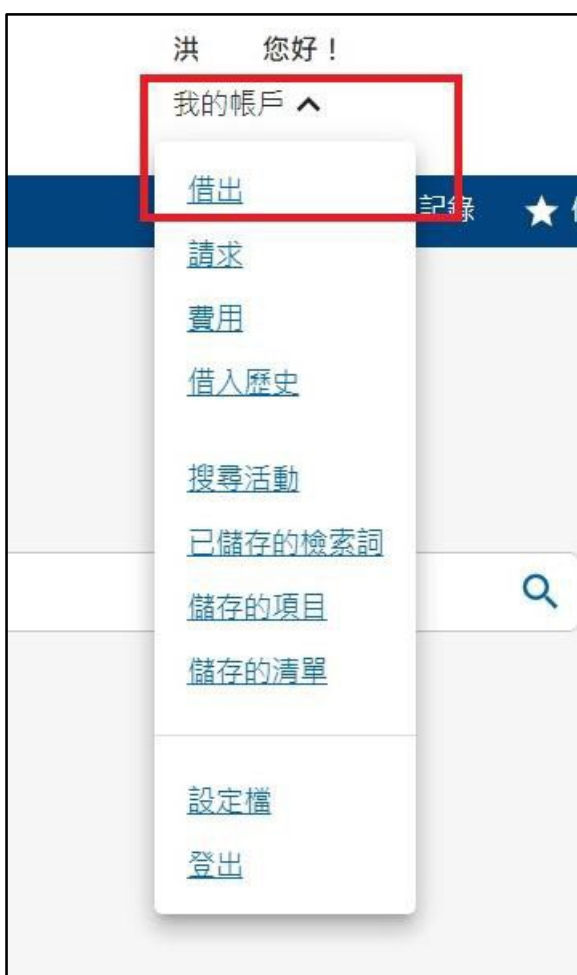 洪 您好！
我的帳戶
借出
記錄
請求
費用
借入歷史
搜尋活動
已儲存的檢索詞
儲存的項目
儲存的清單
設定檔
登出